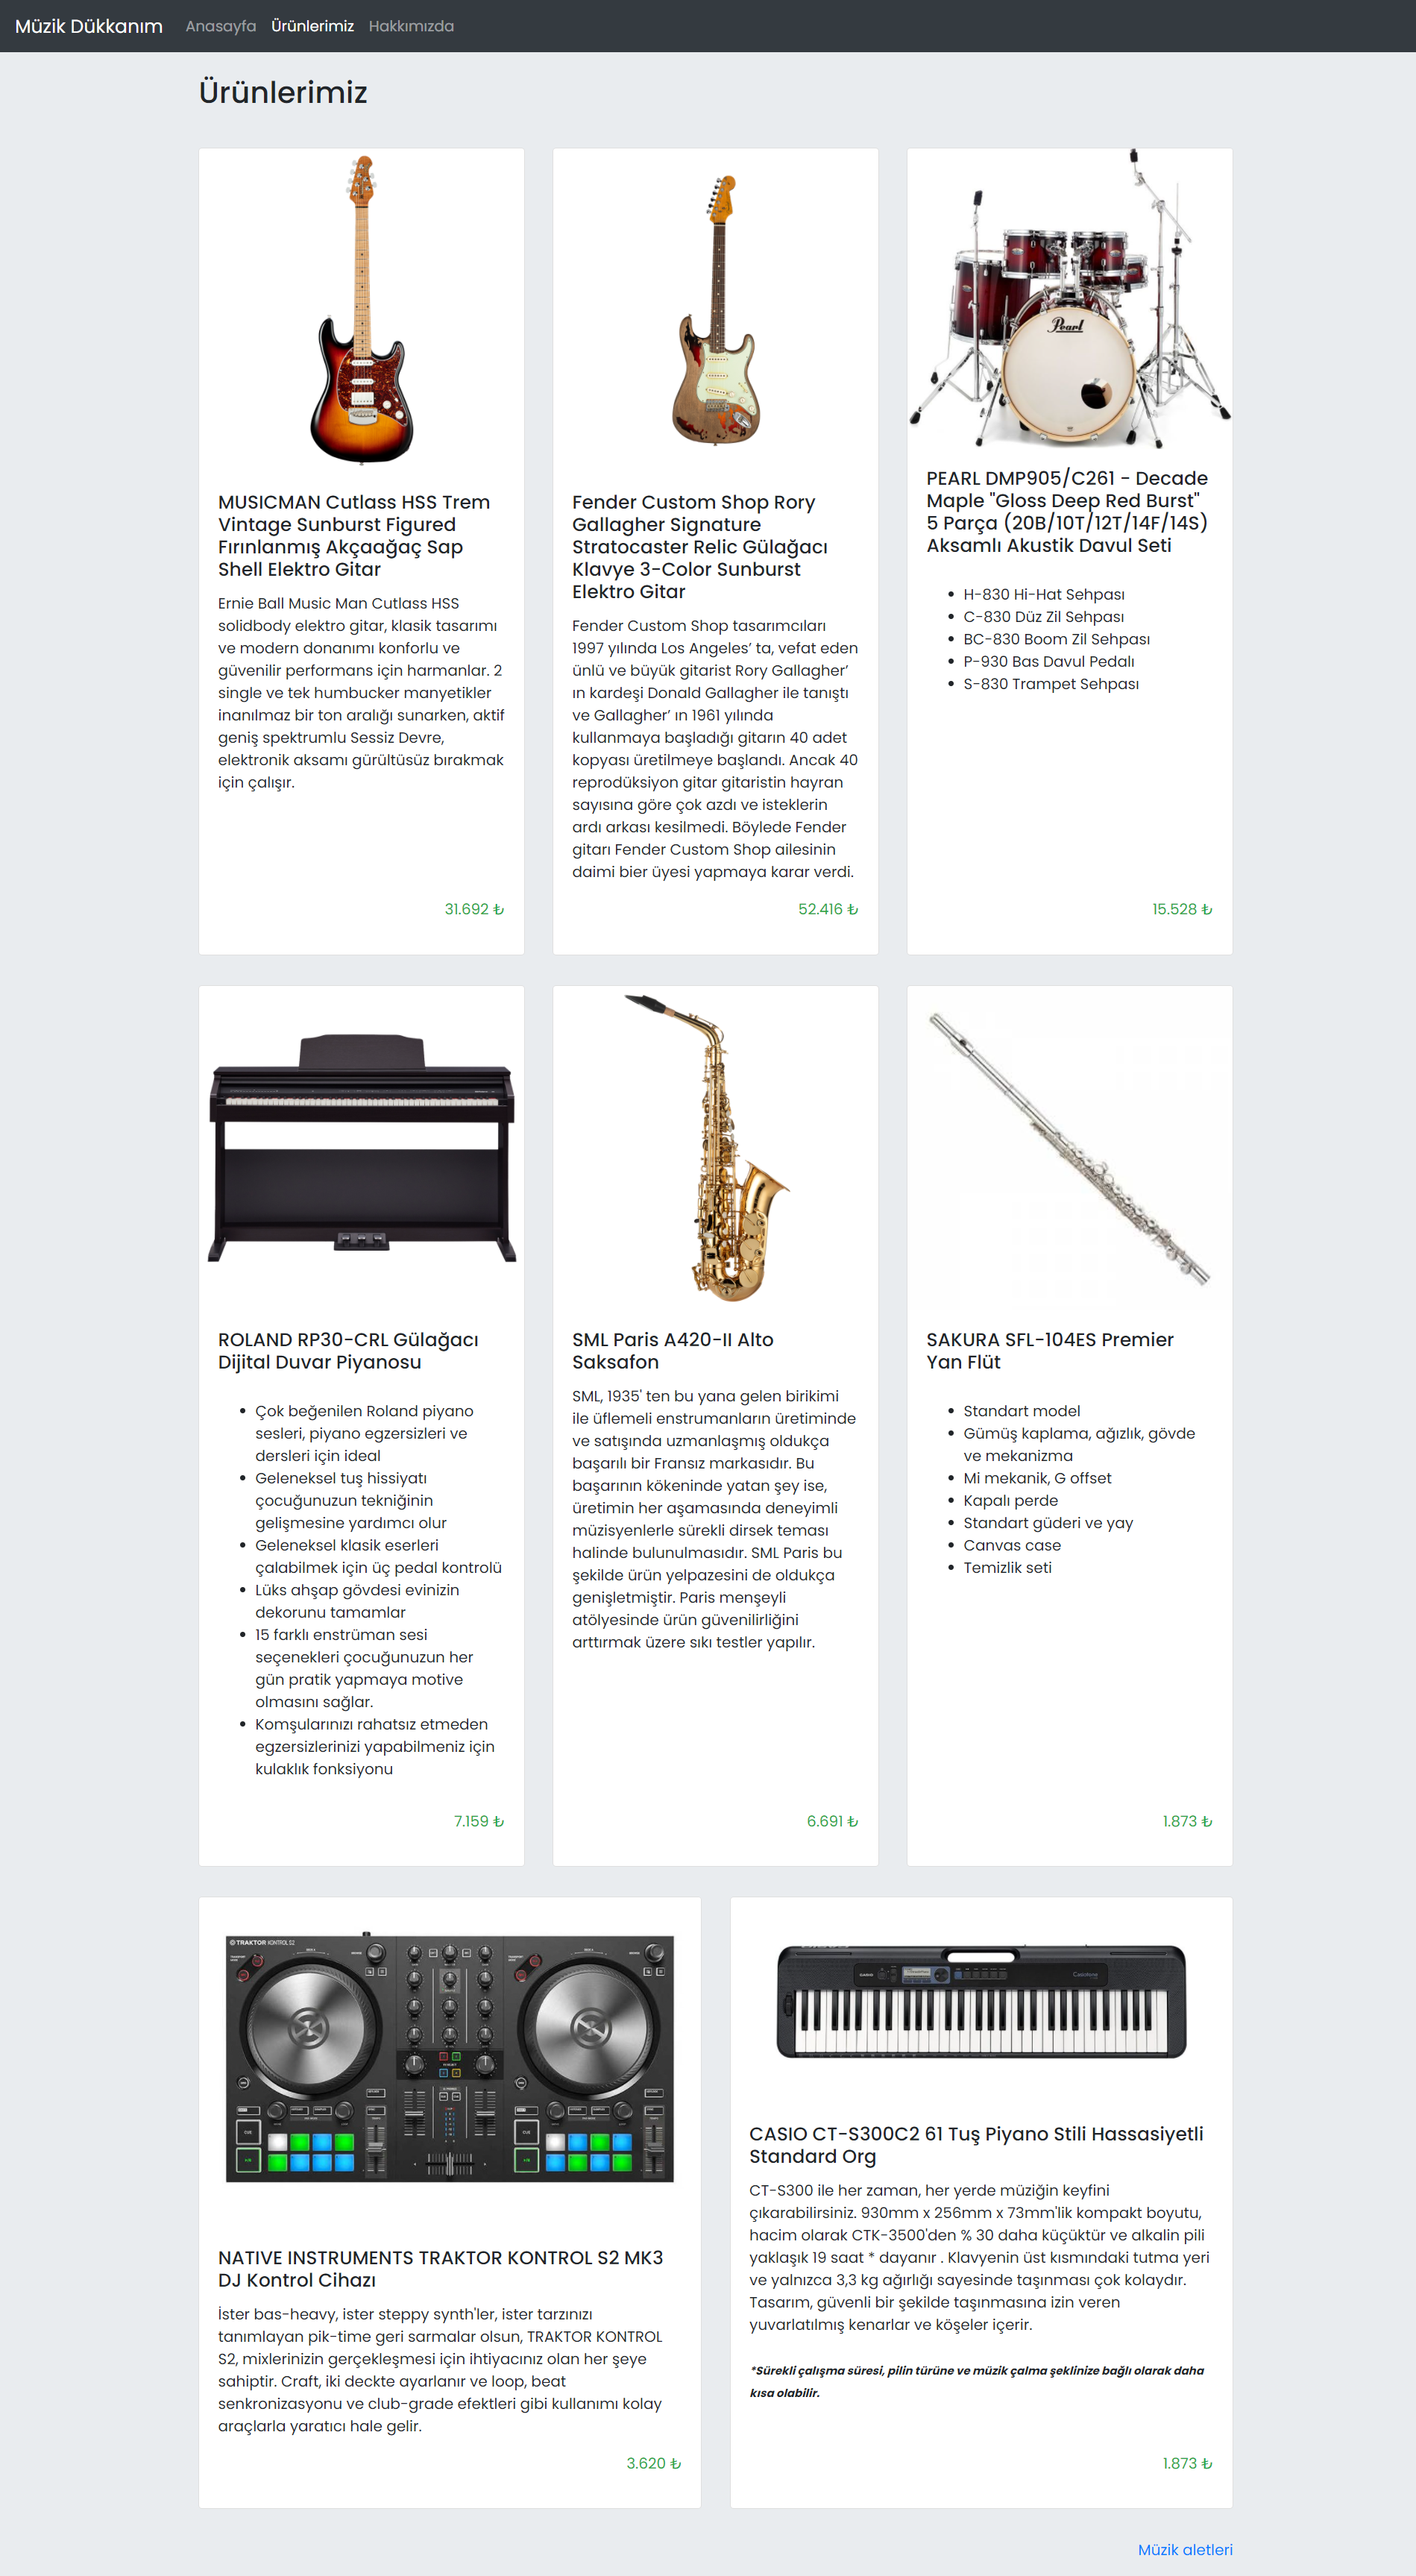 Müzik Dükkanım Anasayfa Ürünlerimiz Hakkımızda
Ürünlerimiz
Pearl
MUSICMAN Cutlass HSS Trem
Vintage Sunburst Figured
Fırınlanmış Akçaağaç Sap
Shell Elektro Gitar
Ernie Ball Music Man Cutlass HSS
solidbody elektro gitar, klasik tasarımı
ve modern donanımı konforlu ve
güvenilir performans için harmanlar. 2
single ve tek humbucker manyetikler
inanılmaz bir ton aralığı sunarken, aktif
geniş spektrumlu Sessiz Devre,
elektronik aksamı gürültüsüz bırakmak
için çalışır.
31.692 ₺
Fender Custom Shop Rory
Gallagher Signature
Stratocaster Relic Gülağacı
Klavye 3-Color Sunburst
Elektro Gitar
Fender Custom Shop tasarımcıları
1997 yılında Los Angeles’ ta, vefat eden
ünlü ve büyük gitarist Rory Gallagher’
ın kardeşi Donald Gallagher ile tanıştı
ve Gallagher’ ın 1961 yılında
kullanmaya başladığı gitarın 40 adet
kopyası üretilmeye başlandı. Ancak 40
reprodüksiyon gitar gitaristin hayran
sayısına göre çok azdı ve isteklerin
ardı arkası kesilmedi. Böylede Fender
gitarı Fender Custom Shop ailesinin
daimi bier üyesi yapmaya karar verdi.
52.416 ₺
PEARL DMP905/C261 - Decade
Maple "Gloss Deep Red Burst"
5 Parça (20B/10T/12T/14F/14S)
Aksamlı Akustik Davul Seti
• H-830 Hi-Hat Sehpası
• C-830 Düz Zil Sehpası
• BC-830 Boom Zil Sehpası
• P-930 Bas Davul Pedalı
• S-830 Trampet Sehpası
15.528 ₺
ROLAND RP30-CRL Gülağacı
Dijital Duvar Piyanosu
• Çok beğenilen Roland piyano
sesleri, piyano egzersizleri ve
dersleri için ideal
• Geleneksel tuş hissiyatı
çocuğunuzun tekniğinin
gelişmesine yardımcı olur
• Geleneksel klasik eserleri
çalabilmek için üç pedal kontrolü
• Lüks ahşap gövdesi evinizin
dekorunu tamamlar
• 15 farklı enstrüman sesi
seçenekleri çocuğunuzun her
gün pratik yapmaya motive
olmasını sağlar.
• Komşularınızı rahatsız etmeden
egzersizlerinizi yapabilmeniz için
kulaklık fonksiyonu
7.159 ₺
SML Paris A420-II Alto
Saksafon
SML, 1935' ten bu yana gelen birikimi
ile üflemeli enstrumanların üretiminde
ve satışında uzmanlaşmış oldukça
başarılı bir Fransız markasıdır. Bu
başarının kökeninde yatan şey ise,
üretimin her aşamasında deneyimli
müzisyenlerle sürekli dirsek teması
halinde bulunulmasıdır. SML Paris bu
şekilde ürün yelpazesini de oldukça
genişletmiştir. Paris menşeyli
atölyesinde ürün güvenilirliğini
arttırmak üzere sıkı testler yapılır.
6.691 ₺
SAKURA SFL-104ES Premier
Yan Flüt
• Standart model
• Gümüş kaplama, ağızlık, gövde
ve mekanizma
• Mi mekanik, G offset
• Kapalı perde
• Standart güderi ve yay
• Canvas case
• Temizlik seti
1.873 ₺
TRAKTOR KONTROL S2
CUE
CUE
NATIVE INSTRUMENTS TRAKTOR KONTROL S2 MK3
DJ Kontrol Cihazı
İster bas-heavy, ister steppy synth'ler, ister tarzınızı
tanımlayan pik-time geri sarmalar olsun, TRAKTOR KONTROL
S2, mixlerinizin gerçekleşmesi için ihtiyacınız olan her şeye
sahiptir. Craft, iki deckte ayarlanır ve loop, beat
senkronizasyonu ve club-grade efektleri gibi kullanımı kolay
araçlarla yaratıcı hale gelir.
3.620 ₺
CASIO
Casiotone
CASIO CT-S300C2 61 Tuş Piyano Stili Hassasiyetli
Standard Org
CT-S300 ile her zaman, her yerde müziğin keyfini
çıkarabilirsiniz. 930mm x 256mm x 73mm'lik kompakt boyutu,
hacim olarak CTK-3500'den % 30 daha küçüktür ve alkalin pili
yaklaşık 19 saat * dayanır . Klavyenin üst kısmındaki tutma yeri
ve yalnızca 3,3 kg ağırlığı sayesinde taşınması çok kolaydır.
Tasarım, güvenli bir şekilde taşınmasına izin veren
yuvarlatılmış kenarlar ve köşeler içerir.
*Sürekli çalışma süresi, pilin türüne ve müzik çalma şeklinize bağlı olarak daha
kısa olabilir.
1.873 ₺
Müzik aletleri